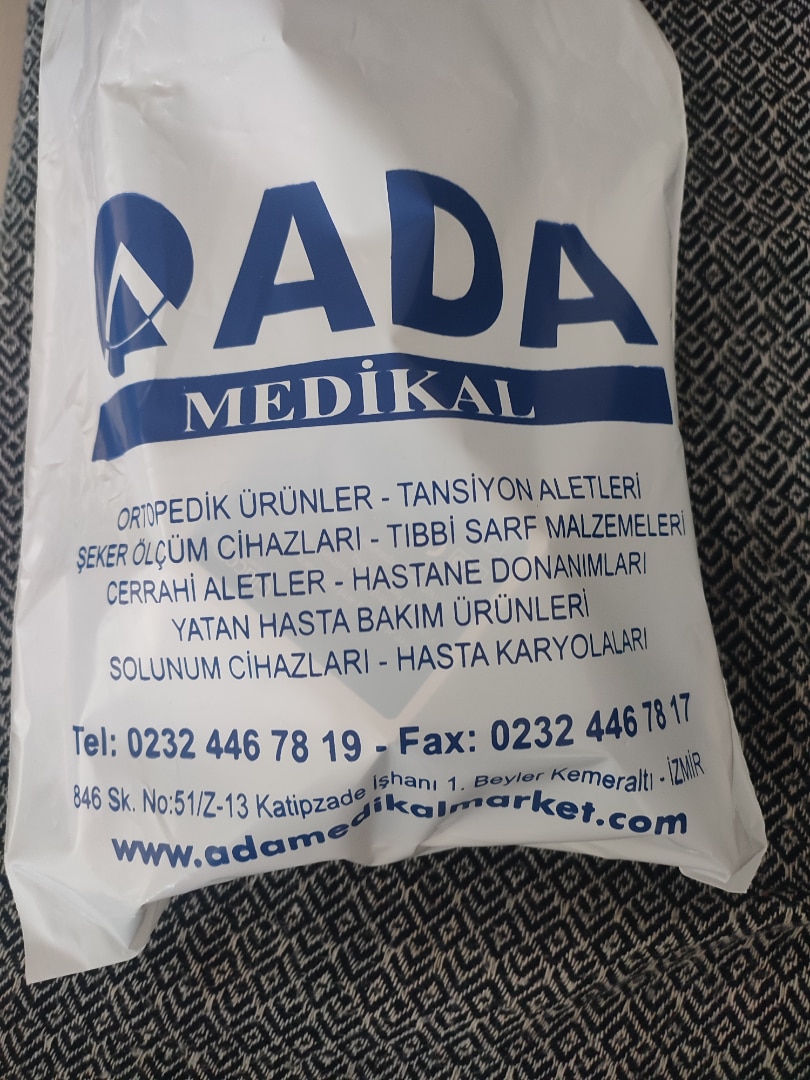 ADA
MEDİKAL
ORTOPEDİK ÜRÜNLER - TANSİYON ALETLERİ
ŞEKER ÖLÇÜM CİHAZLARI - TIBBİ SARF MALZEMELERİ
CERRAHİ ALETLER - HASTANE DONANIMLARI
YATAN HASTA BAKIM ÜRÜNLERİ
SOLUNUM CİHAZLARI - HASTA KARYOLALARI
Tel: 0232 446 78 19 - Fax: 0232 446 78 17
846 Sk. No:51/Z-13 Katipzade İşhanı 1. Beyler Kemeraltı - İZMİR
www.adamedikalmarket.com